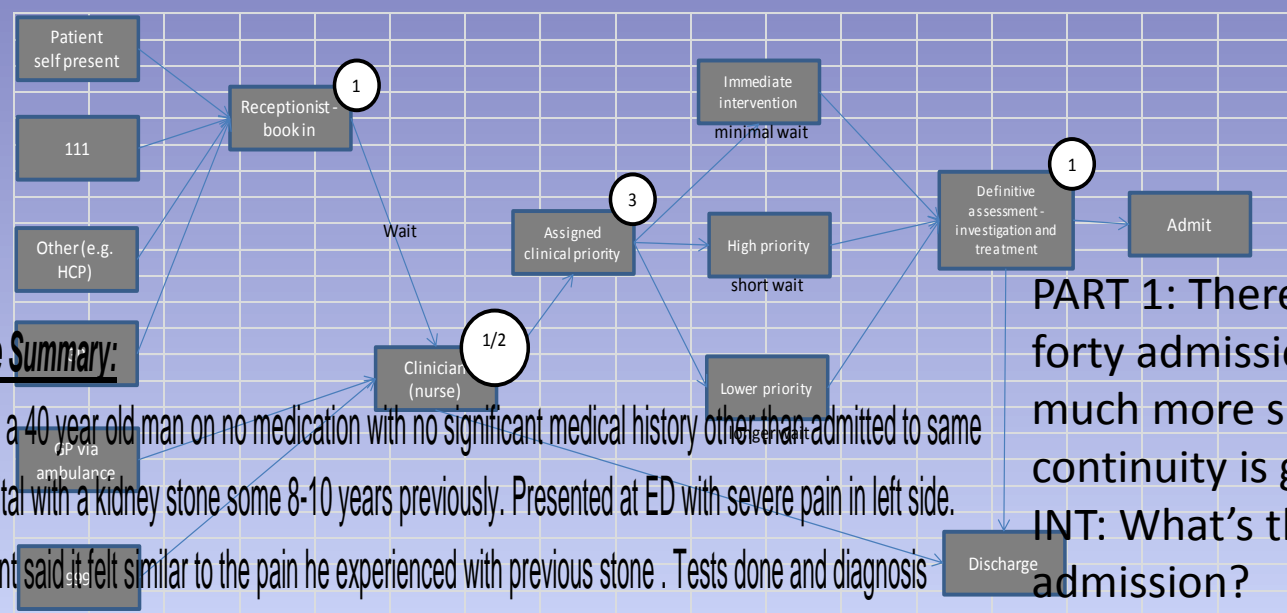 Patient
self present
1
Receptionist -
book in
111
Other (e.g.
HCP)
Wait
Clinician
(nurse)
1/2
GP via
ambulance
999
Assigned
clinical priority
3
Immediate
intervention
minimal wait
High priority
short wait
Lower priority
longer wait
Definitive
assessment -
investigation and
treatment
1
Admit
Discharge
Summary:
a 40 year old man on no medication with no significant medical history other than admitted to same
with a kidney stone some 8-10 years previously. Presented at ED with severe pain in left side.
said it felt similar to the pain he experienced with previous stone . Tests done and diagnosis
PART 1: There
forty
much more
continuity is
INT: What's
admission?